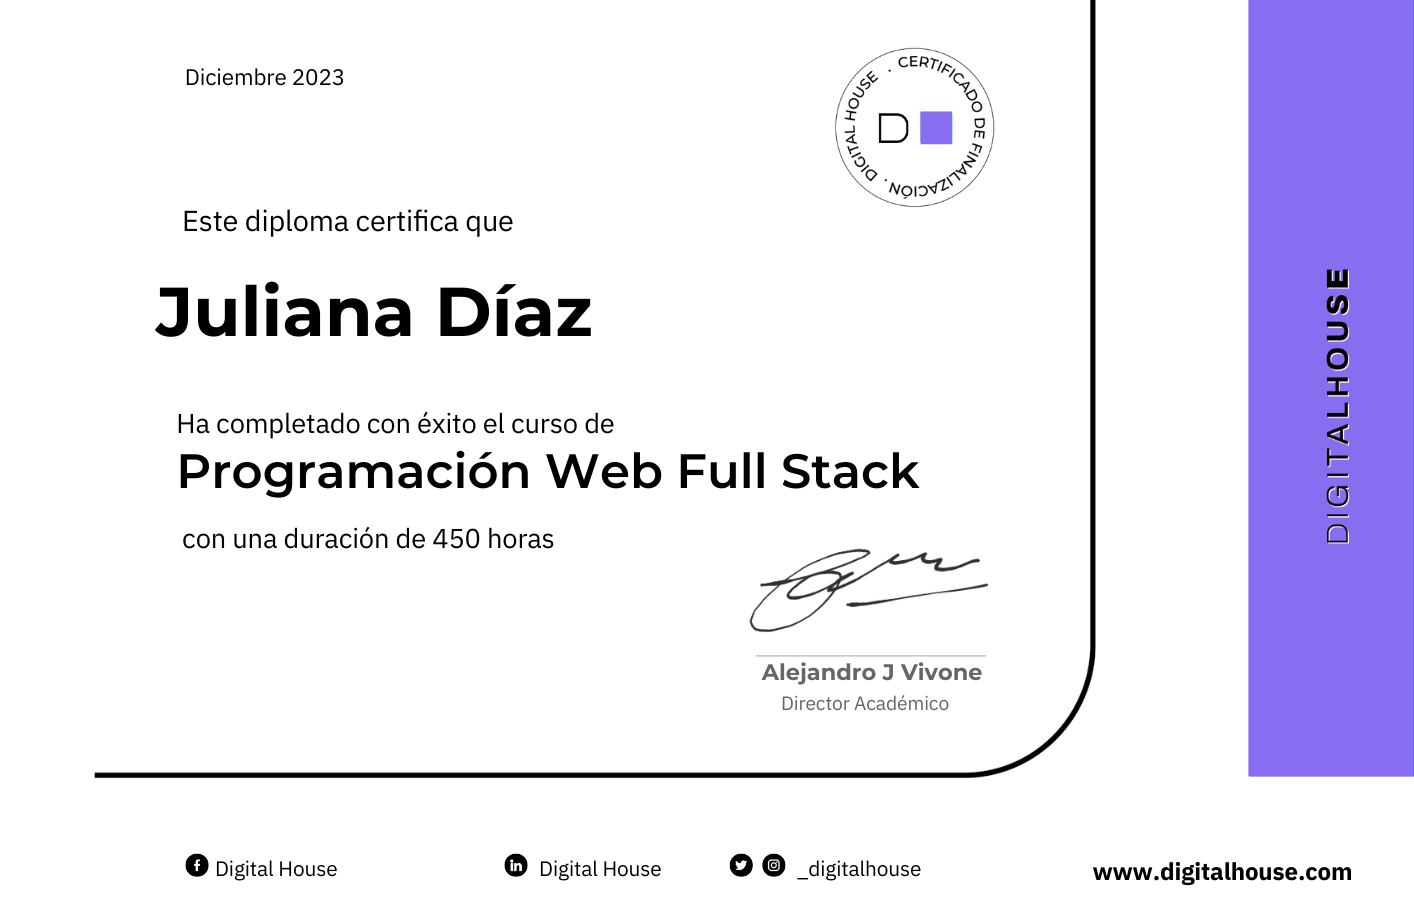 Diciembre 2023
. CERTIFICADO DE FINALIZACIÓN . DIGITAL HOUSE
D
Este diploma certifica que
Juliana Díaz
Ha completado con éxito el curso de
Programación Web Full Stack
con una duración de 450 horas
Alejandro J Vivone
Director Académico
DIGITALHOUSE
Digital House
Digital House
_digitalhouse
www.digitalhouse.com